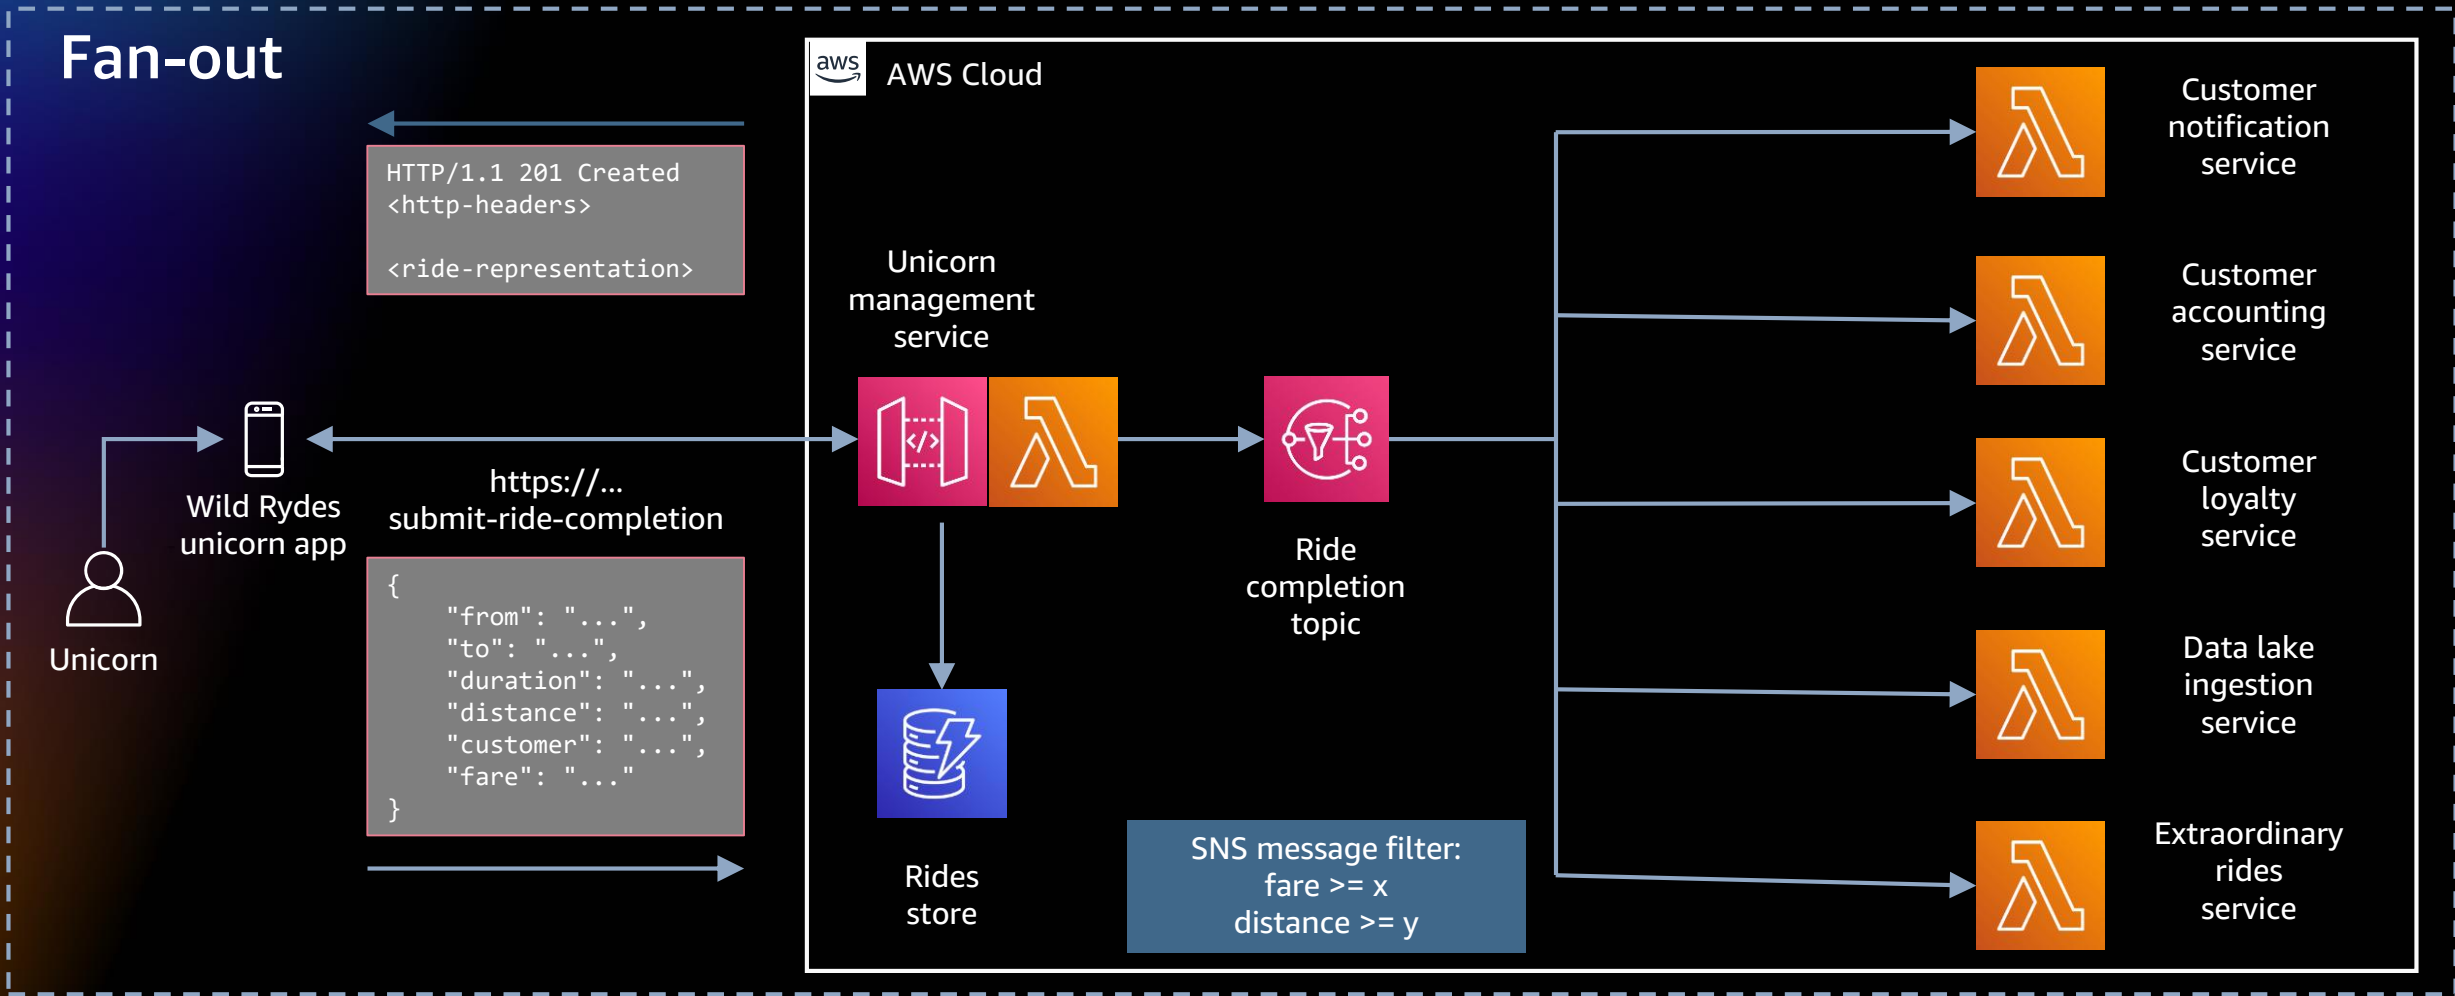 Fan-out
aws
AWS Cloud
HTTP/1.1 201 Created
<http-headers>
<ride-representation>
Unicorn
management
service
Wild Rydes
unicorn app
Unicorn
https://...
submit-ride-completion
{
"from": "...",
"to": "...",
"duration": "...",
"distance": "...",
"customer": "...",
"fare": "..."
}
</>
Ride
completion
topic
Rides
store
SNS message filter:
fare >= x
distance >= y
Customer
notification
service
Customer
accounting
service
Customer
loyalty
service
Data lake
ingestion
service
Extraordinary
rides
service